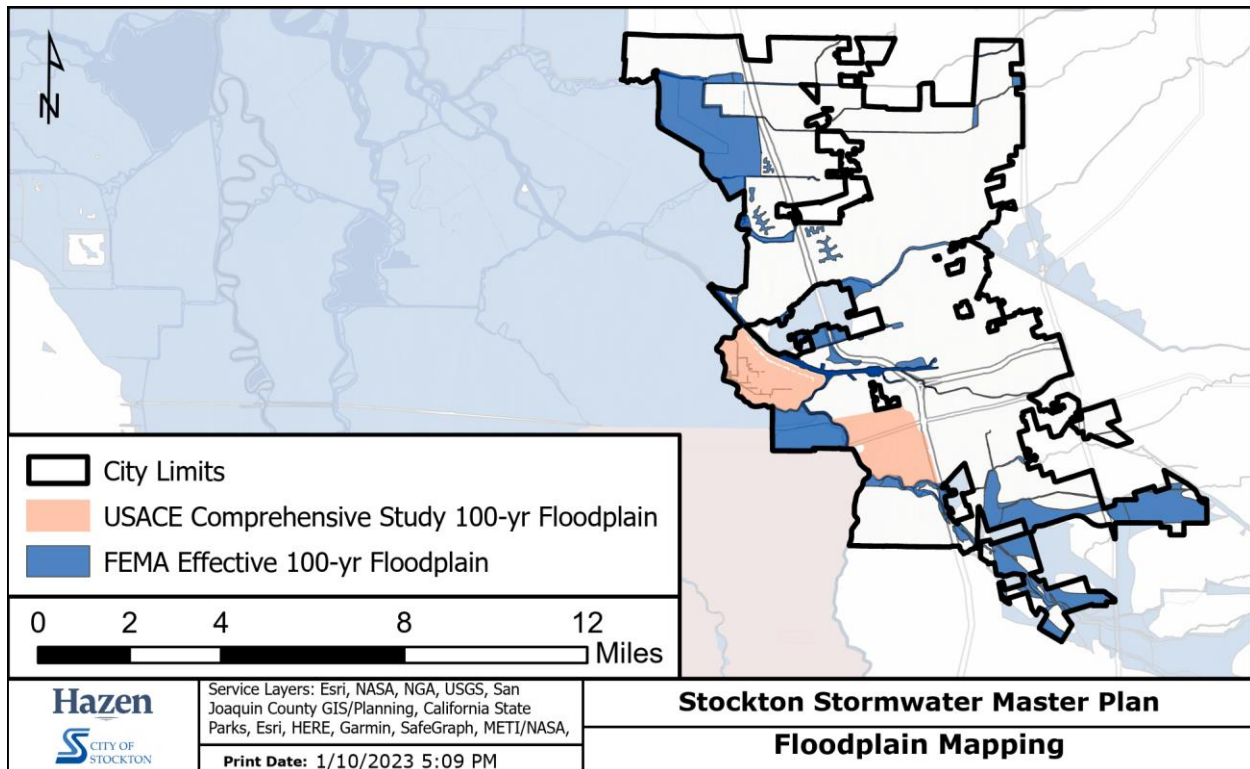 N
City Limits
USACE Comprehensive Study 100-yr Floodplain
FEMA Effective 100-yr Floodplain
0 2 4 8 12
Miles
Hazen
CITY OF
STOCKTON
Service Layers: Esri, NASA, NGA, USGS, San
Joaquin County GIS/Planning, California State
Parks, Esri, HERE, Garmin, SafeGraph, METI/NASA,
Print Date: 1/10/2023 5:09 PM
Stockton Stormwater Master Plan
Floodplain Mapping